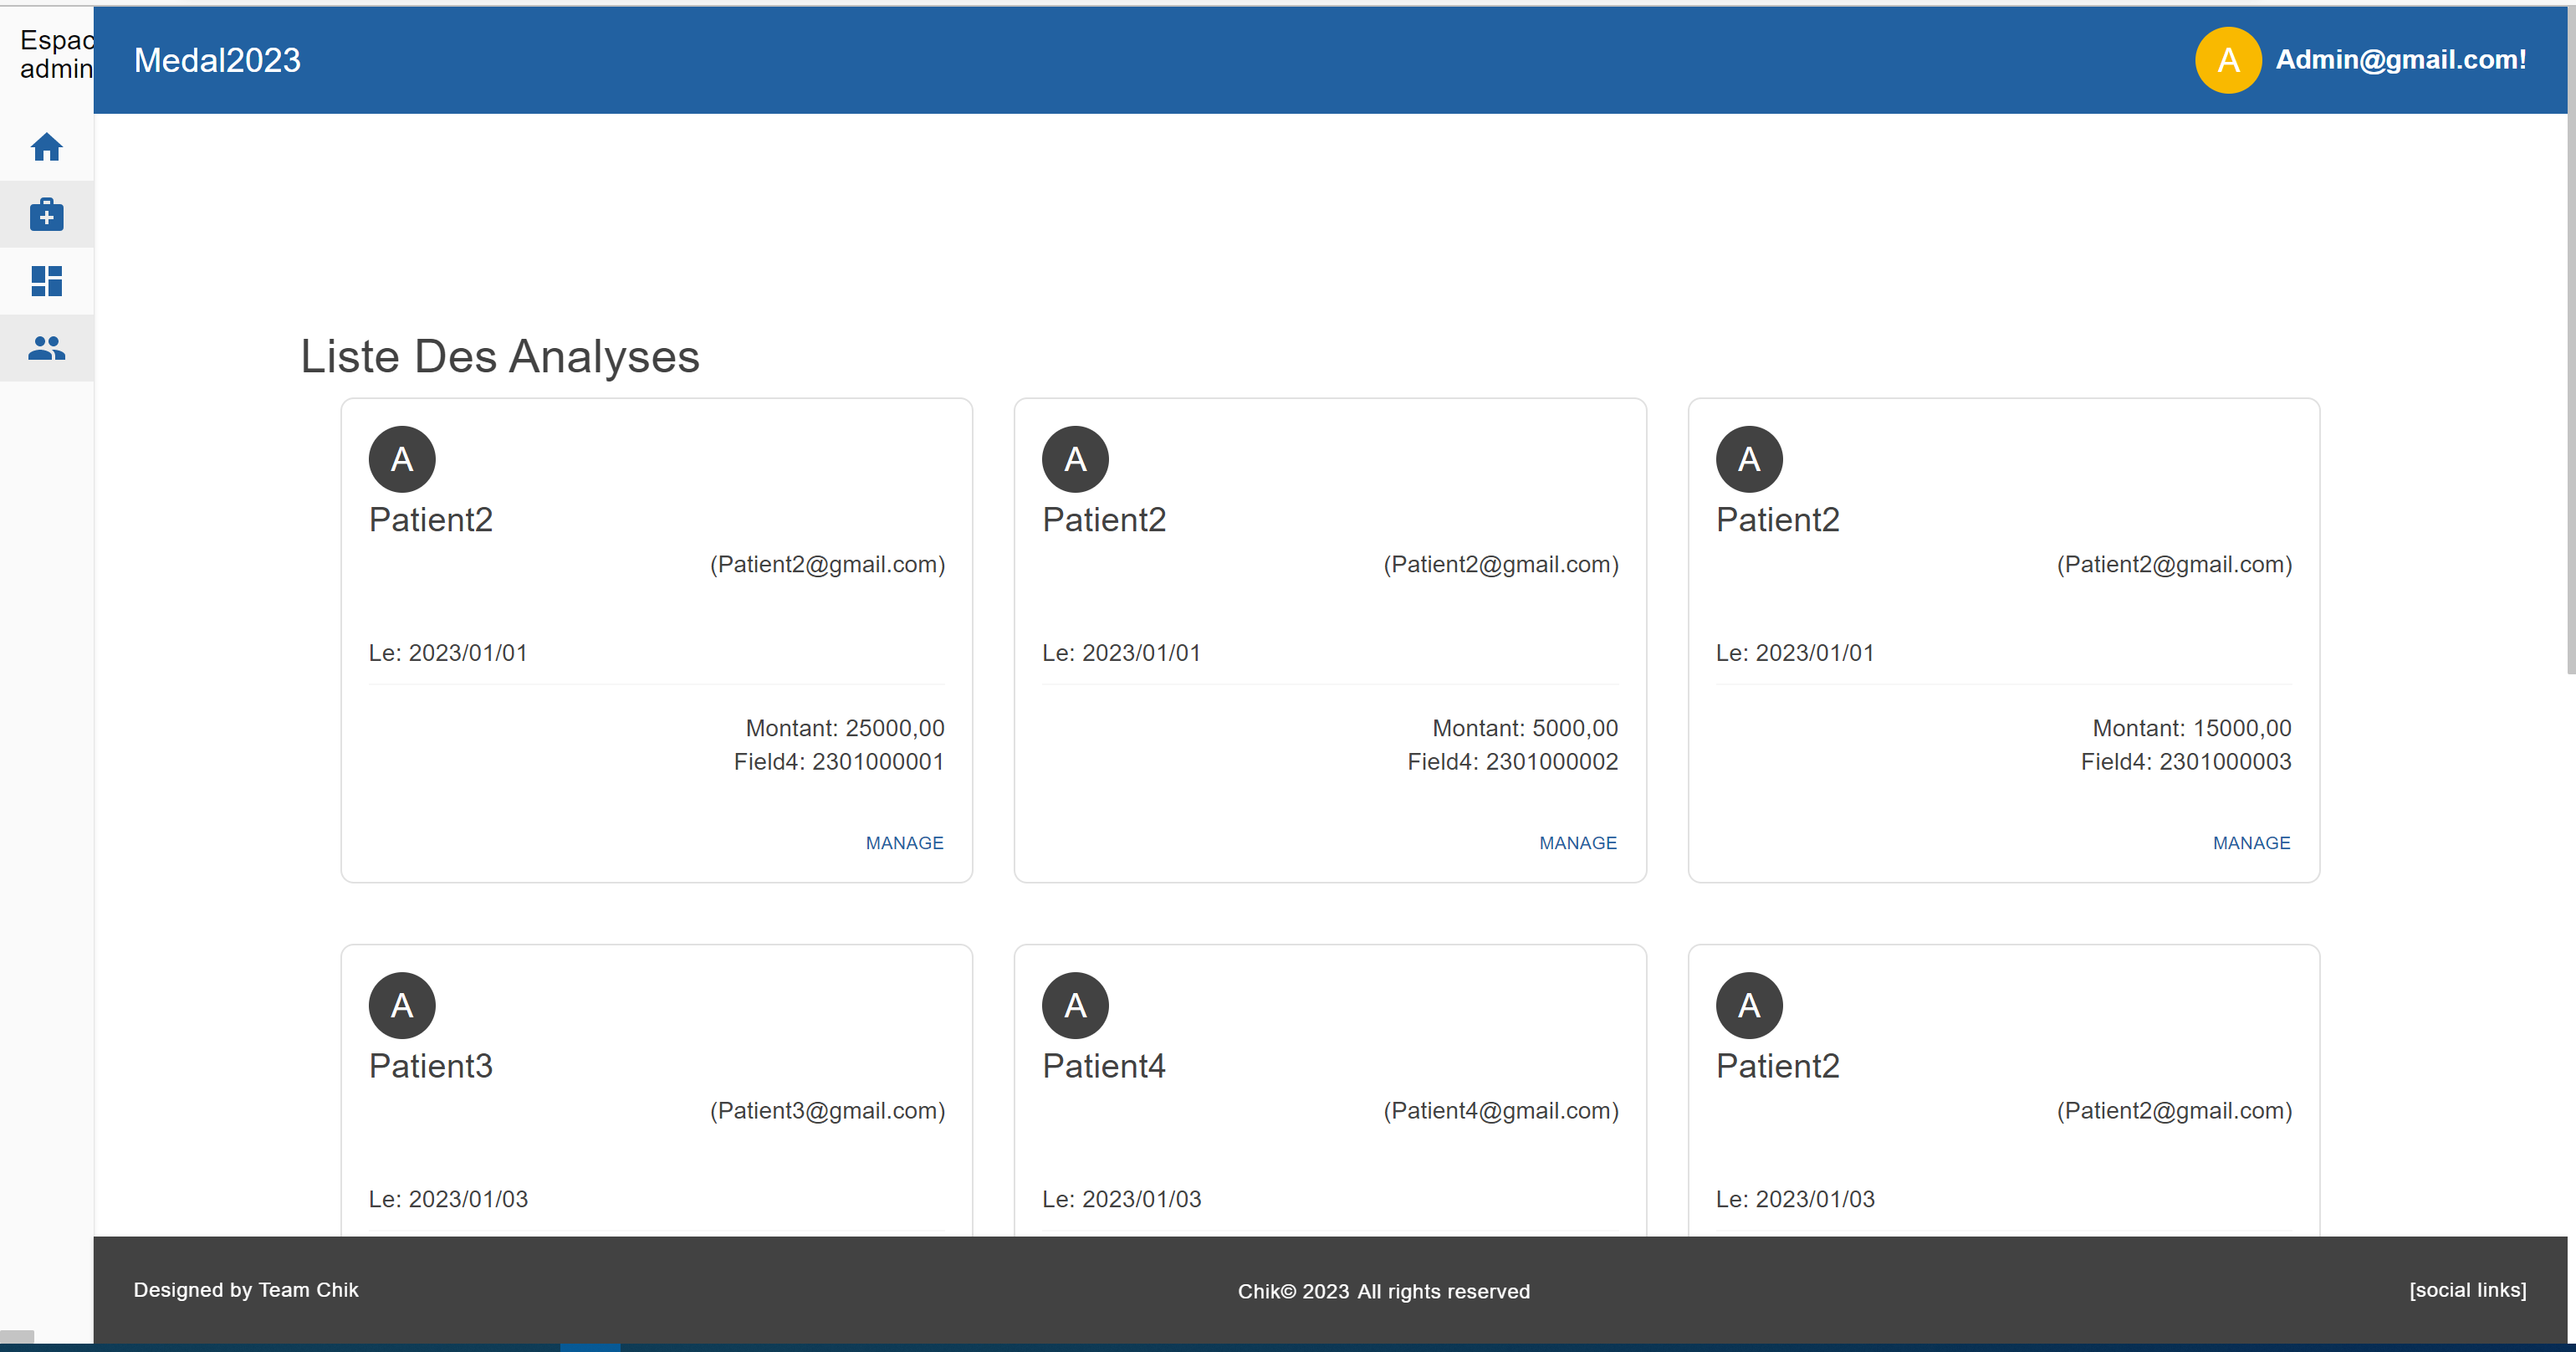 Espac
admin
Medal2023
A
Admin@gmail.com!
Liste Des Analyses
A
Patient2
(Patient2@gmail.com)
Le: 2023/01/01
Montant: 25000,00
Field4: 2301000001
MANAGE
A
Patient2
(Patient2@gmail.com)
Le: 2023/01/01
Montant: 5000,00
Field4: 2301000002
MANAGE
A
Patient2
(Patient2@gmail.com)
Le: 2023/01/01
Montant: 15000,00
Field4: 2301000003
MANAGE
A
Patient3
(Patient3@gmail.com)
Le: 2023/01/03
A
Patient4
(Patient4@gmail.com)
Le: 2023/01/03
A
Patient2
(Patient2@gmail.com)
Le: 2023/01/03
Designed by Team Chik
Chik© 2023 All rights reserved
[social links]